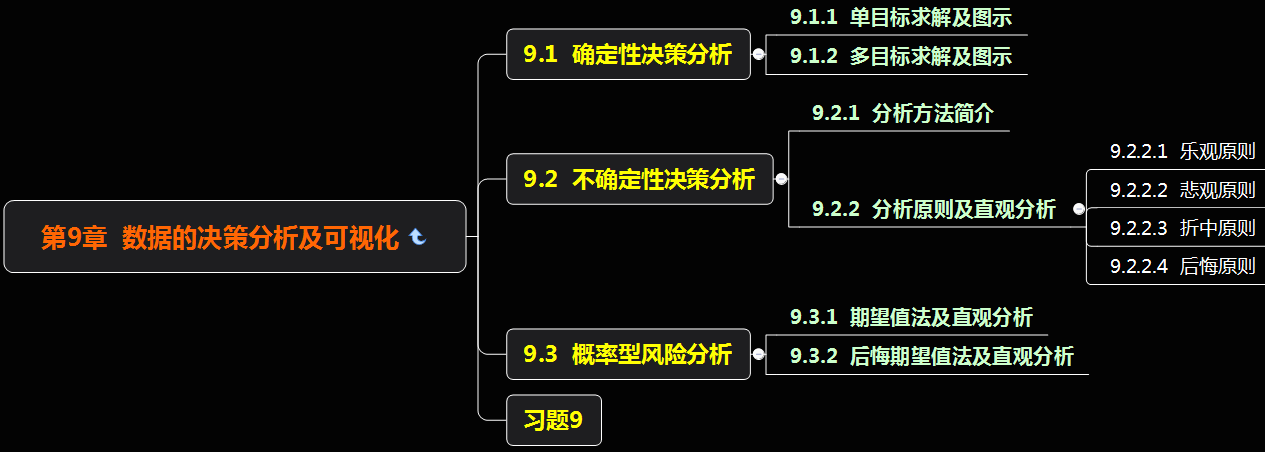 第9章 数据的决策分析及可视化
9.1 确定性决策分析
9.1.1 单目标求解及图示
9.1.2 多目标求解及图示
9.2 不确定性决策分析
9.2.1 分析方法简介
9.2.2 分析原则及直观分析
9.2.2.1 乐观原则
9.2.2.2 悲观原则
9.2.2.3 折中原则
9.2.2.4 后悔原则
9.3 概率型风险分析
9.3.1 期望值法及直观分析
9.3.2 后悔期望值法及直观分析
习题9